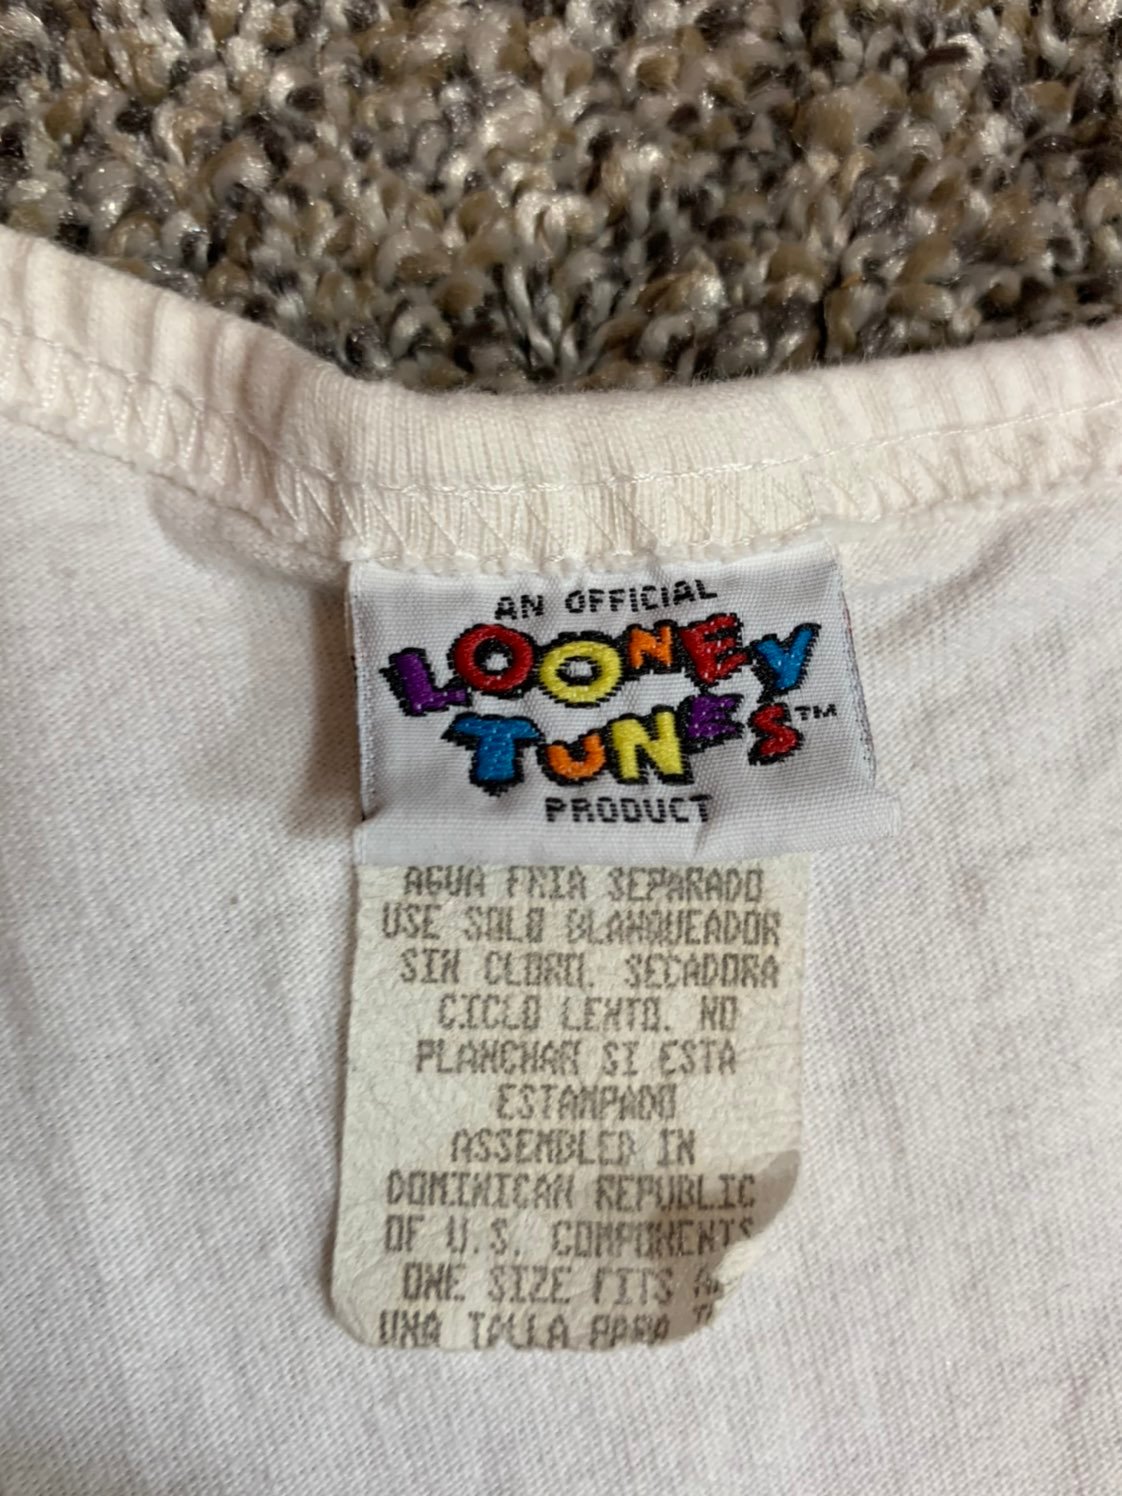 AN OFFICIAL
LOONEY
TUNES™
PRODUCT
AGUA FRIA SEPARADO
USE SOLO BLANQUEADOR
SIN CLORO. SECADORA
CICLO LENTO. NO
PLANCHAR SI ESTA
ESTAMPADO
ASSEMBLED IN
DOMINICAN REPUBLIC
OF U.S. COMPONENTS
ONE SIZE FITS
UNA TALLA PARA